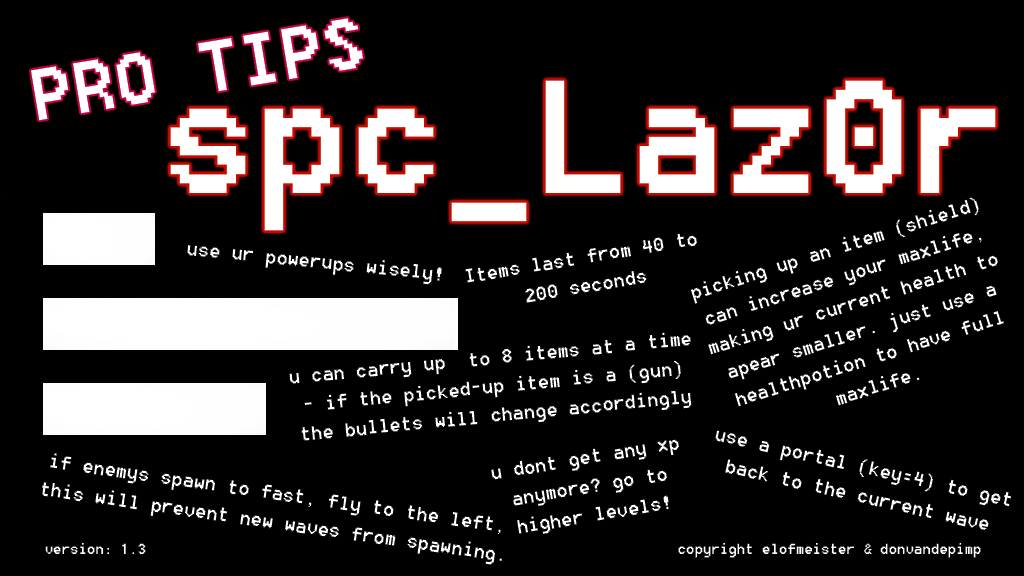 PRO TIPS
spc_Laz0r
use ur powerups wisely!
Items last from 40 to
200 seconds
picking up an item (shield)
can increase your maxlife,
making ur current health to
apear smaller. just use a
healthpotion to have full
maxlife.
u can carry up  to 8 items at a time
- if the picked-up item is a (gun)
the bullets will change accordingly
if enemys spawn to fast, fly to the left,
this will prevent new waves from spawning.
u dont get any xp
anymore? go to
higher levels!
use a portal (key=4) to get
back to the current wave
version: 1.3
copyright elofmeister & donvandepimp